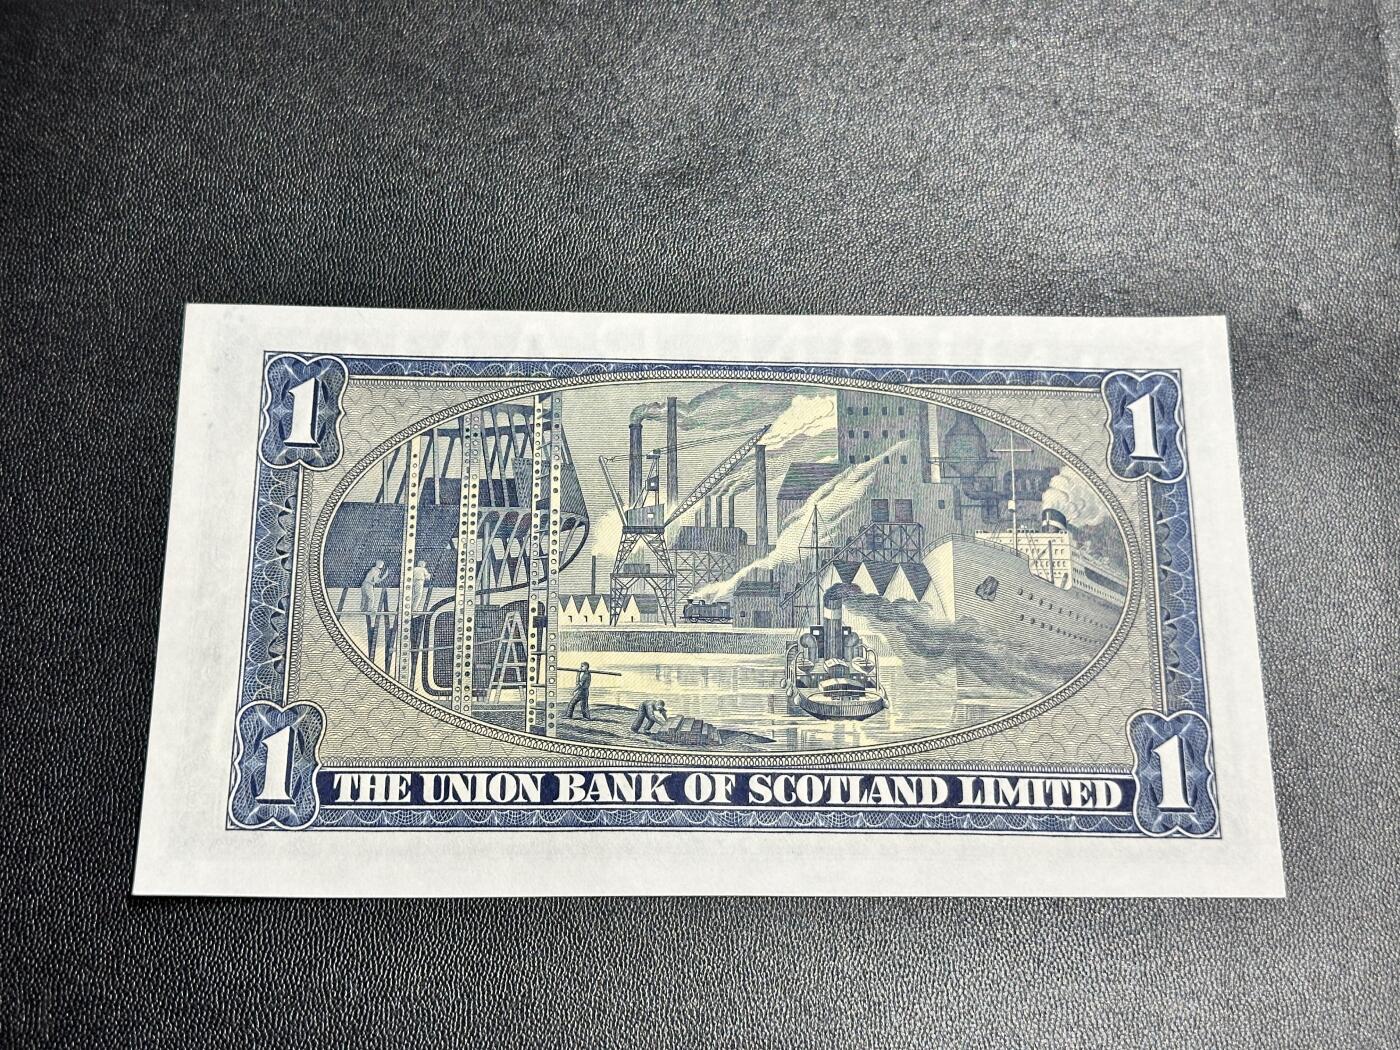 1 1
1 THE UNION BANK OF SCOTLAND LIMITED 1